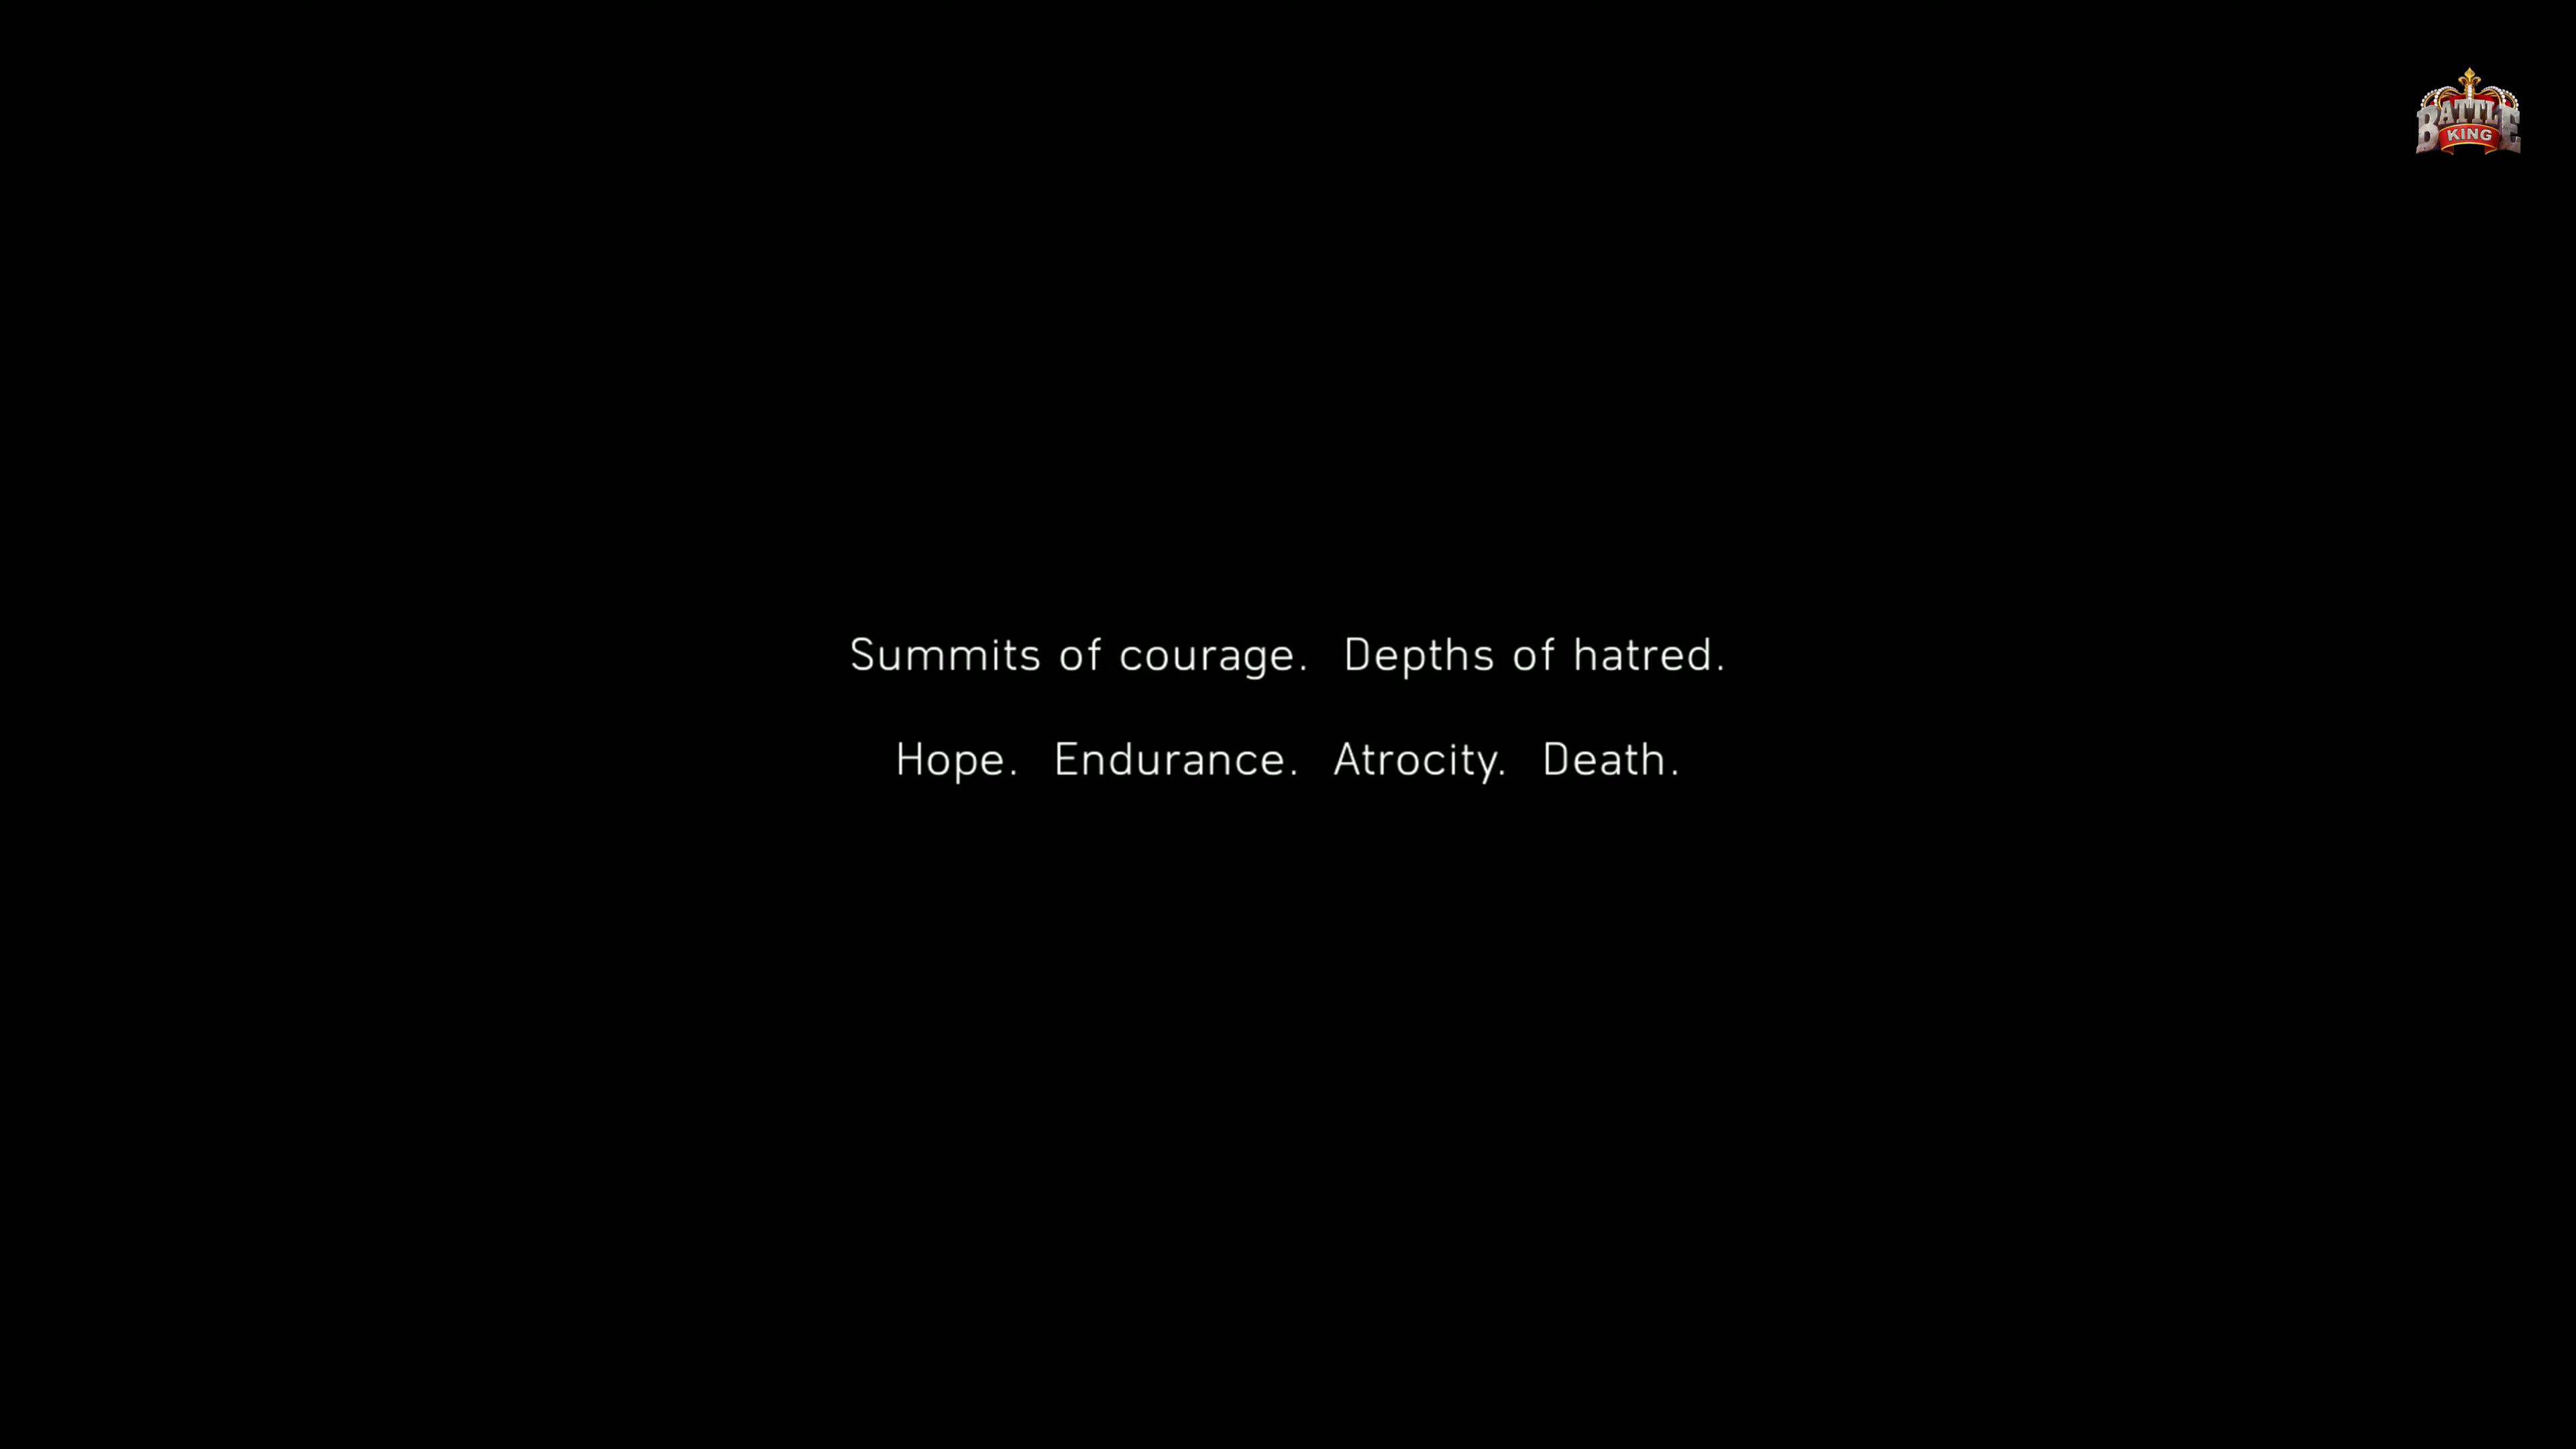 BATTLE
KING
Summits of courage.  Depths of hatred.
Hope.  Endurance.  Atrocity.  Death.